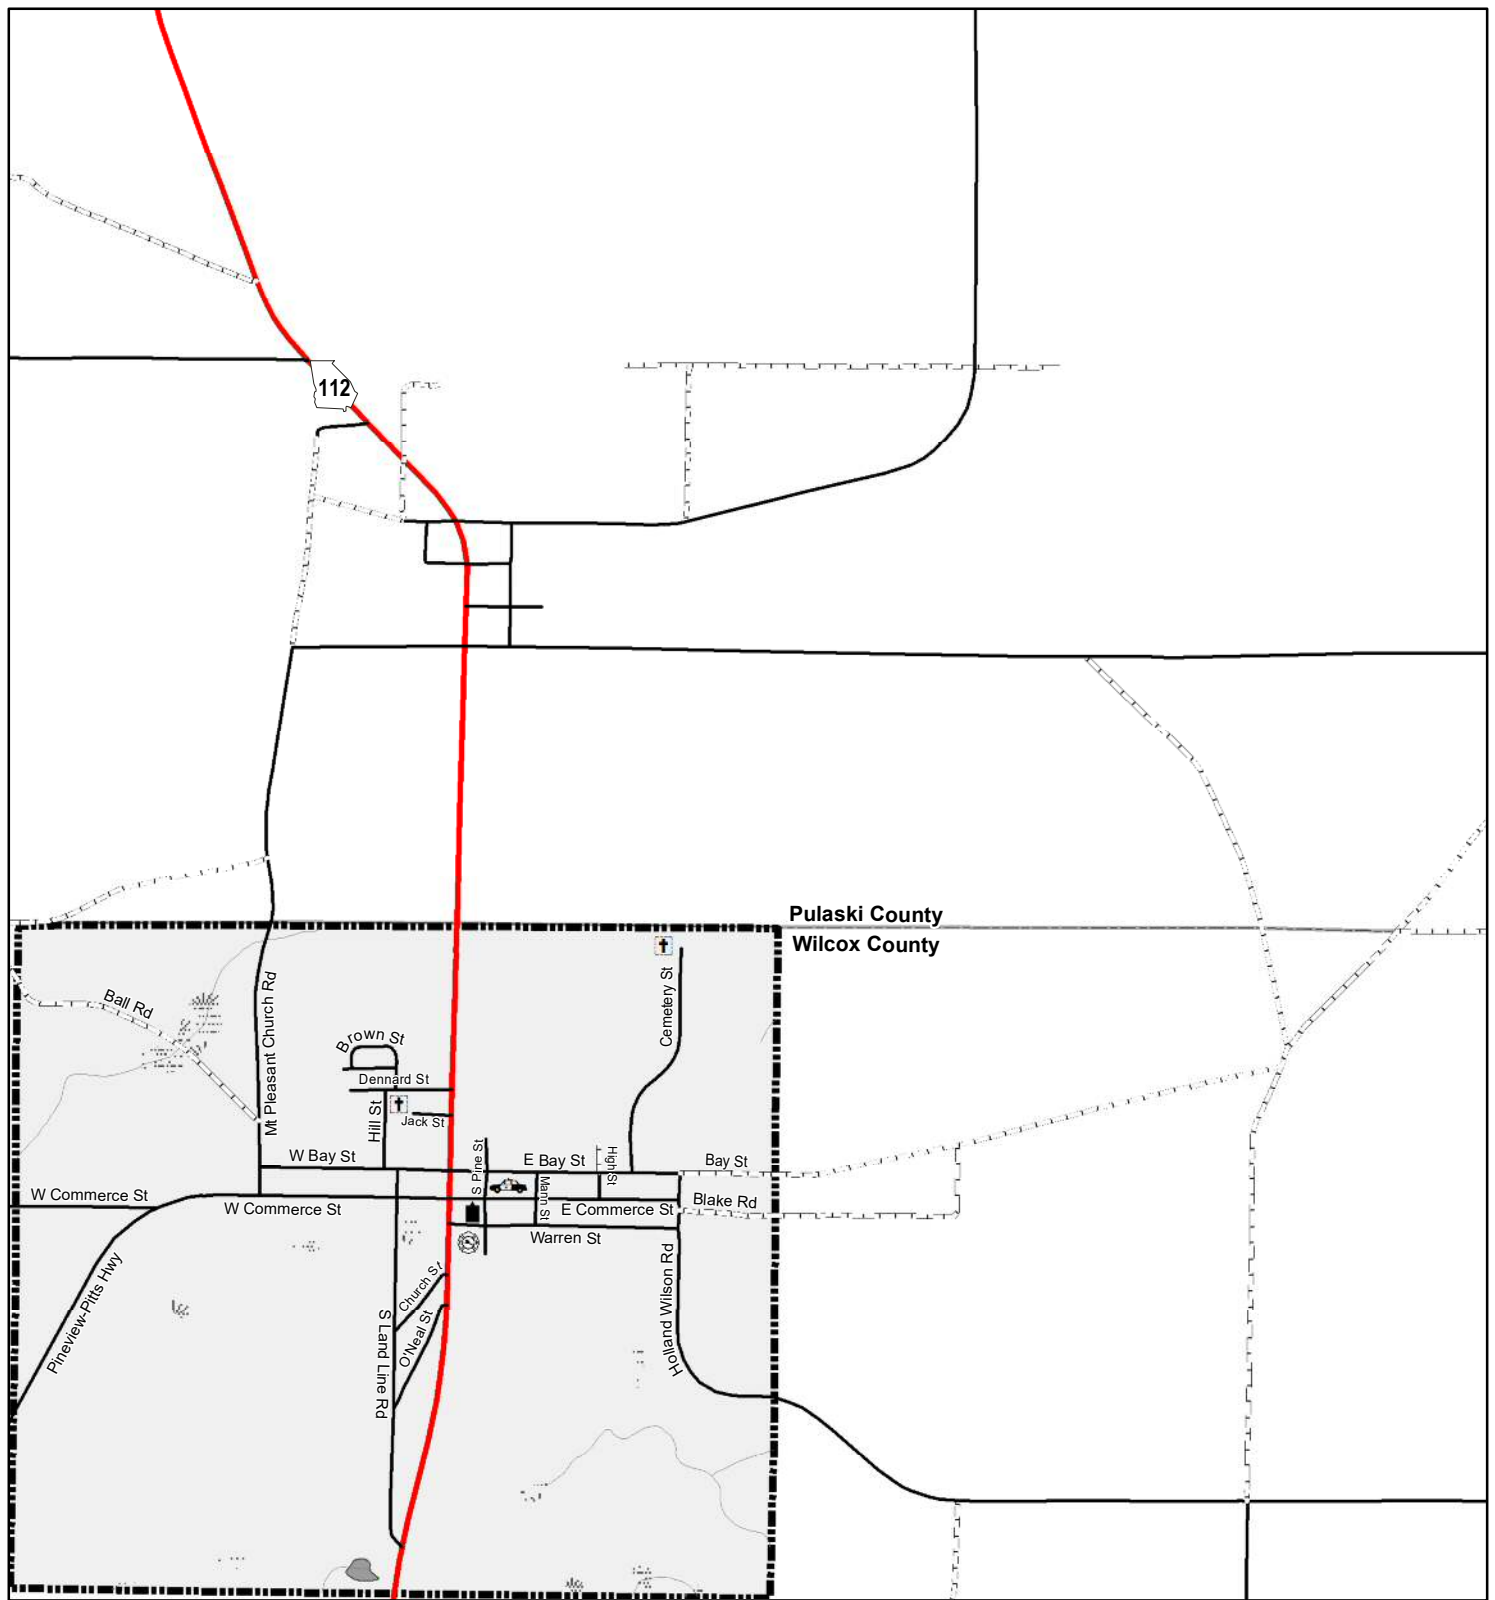 112
Pulaski County
Wilcox County
Ball Rd
Mt Pleasant Church Rd
Cemetery St
Brown St
Dennard St
Hill St
Jack St
S Pine St
W Bay St
E Bay St
High St
Bay St
W Commerce St
W Commerce St
Mann St
E Commerce St
Blake Rd
Warren St
Pineview-Pitts Hwy
Church St
O'Neal St
S Land Line Rd
Holland Wilson Rd